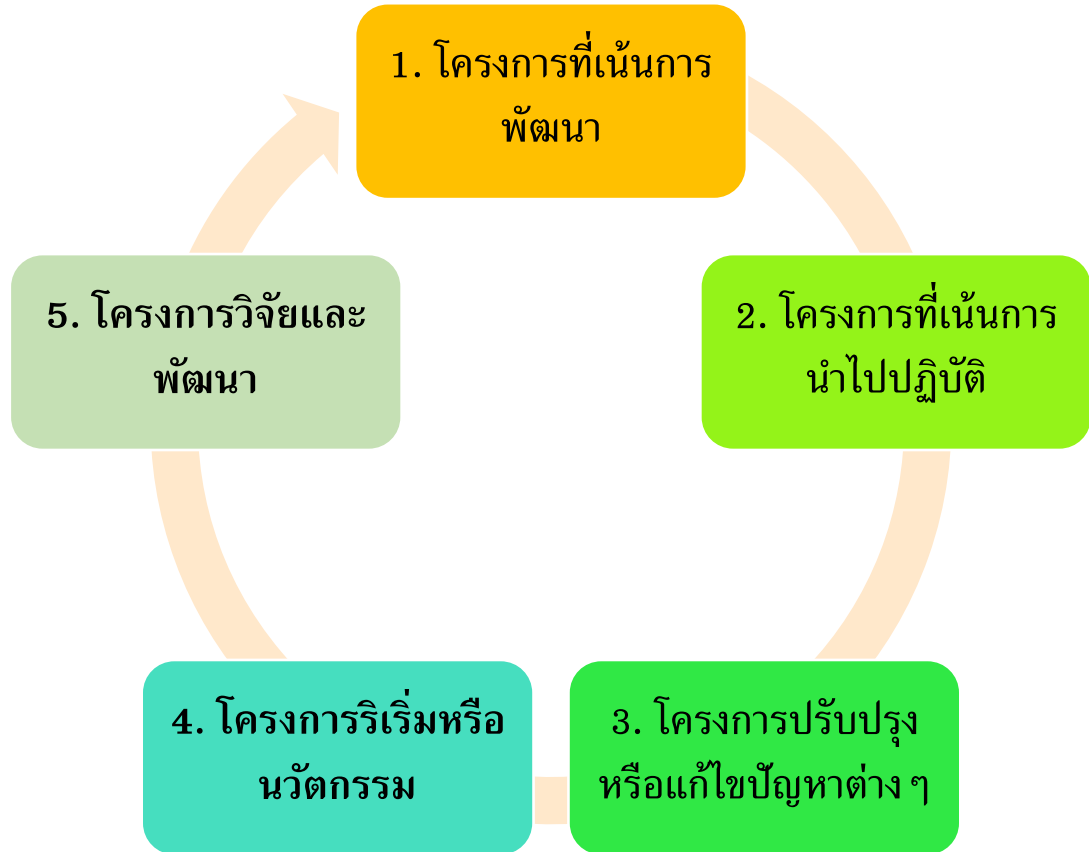 1. โครงการที่เน้นการ
พัฒนา
2. โครงการที่เน้นการ
นำไปปฏิบัติ
3. โครงการปรับปรุง
หรือแก้ไขปัญหาต่าง ๆ
4. โครงการริเริ่มหรือ
นวัตกรรม
5. โครงการวิจัยและ
พัฒนา